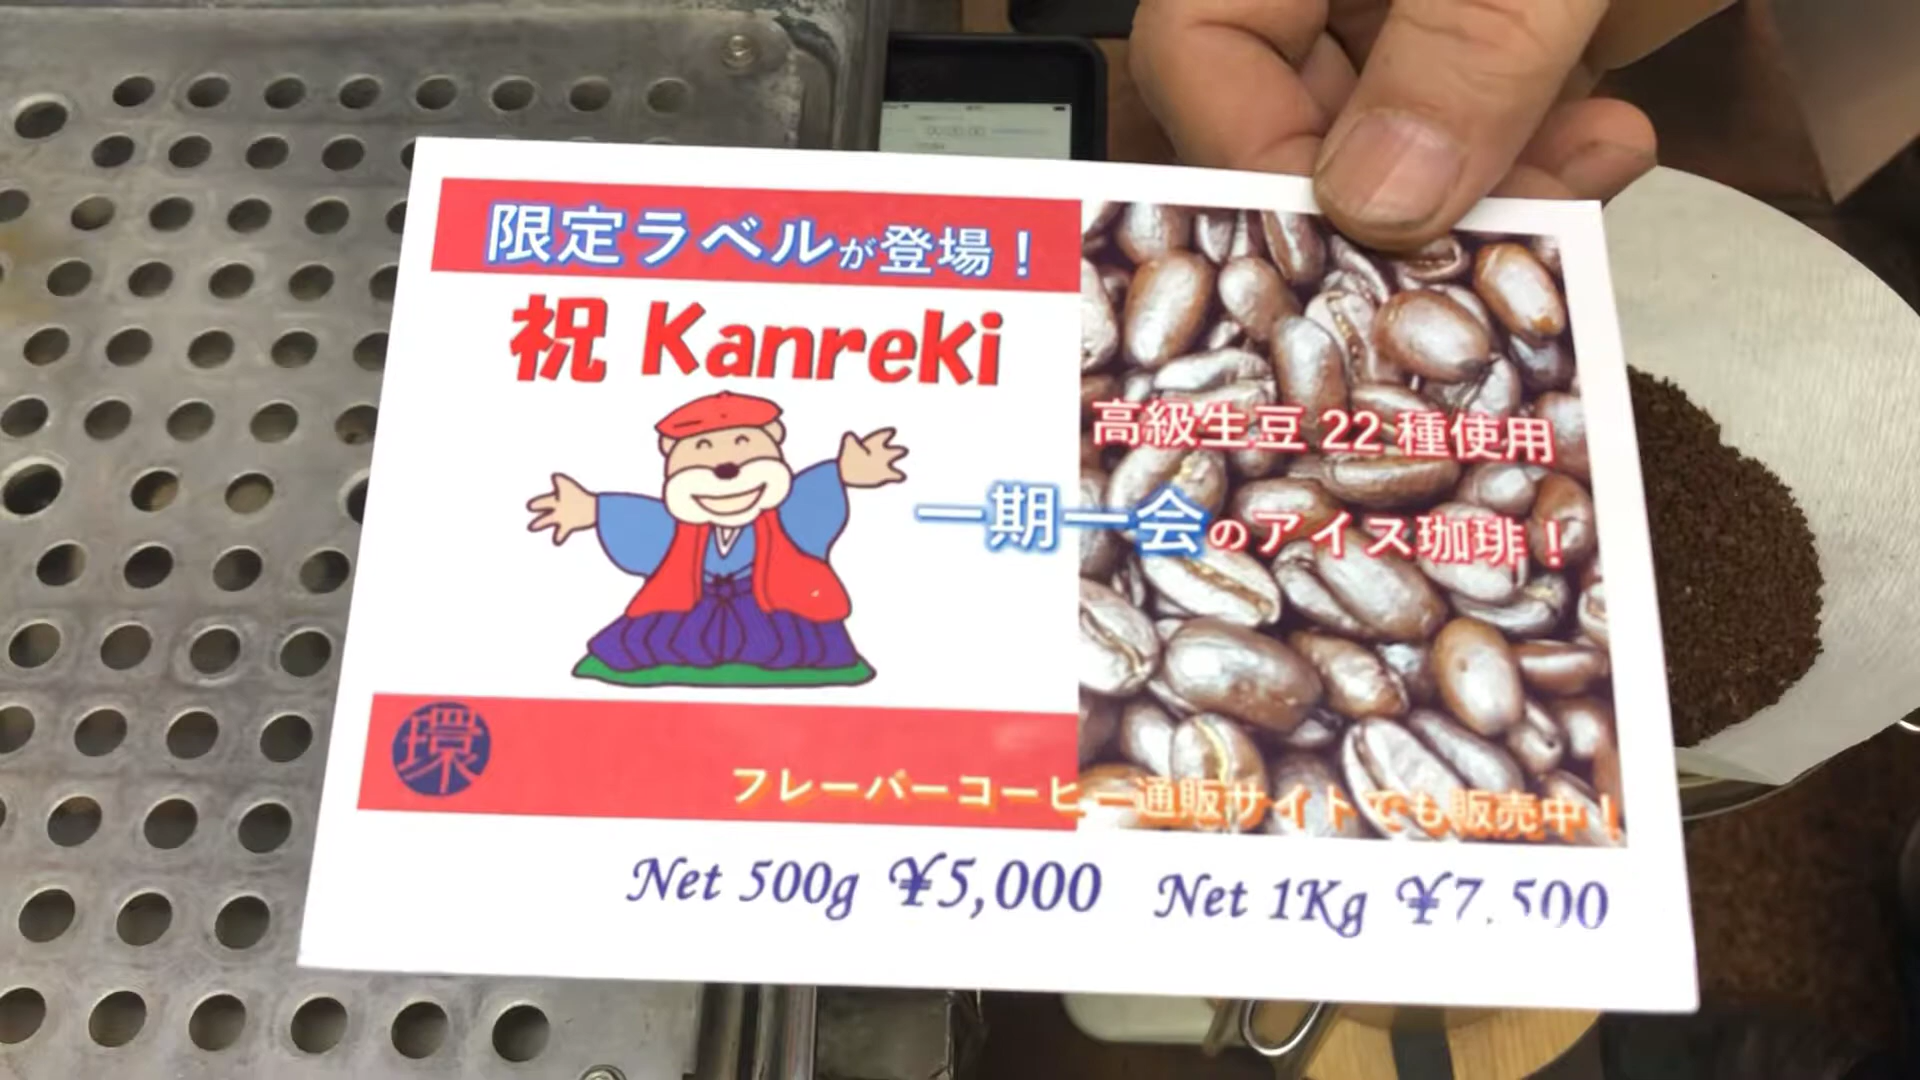 限定ラベルが登場！
祝 Kanreki
高級生豆 22 種使用
一期一会のアイス珈琲！
環
フレーバーコーヒー通販サイトでも販売中！
Net 500g ¥5,000 Net 1Kg ¥7,500